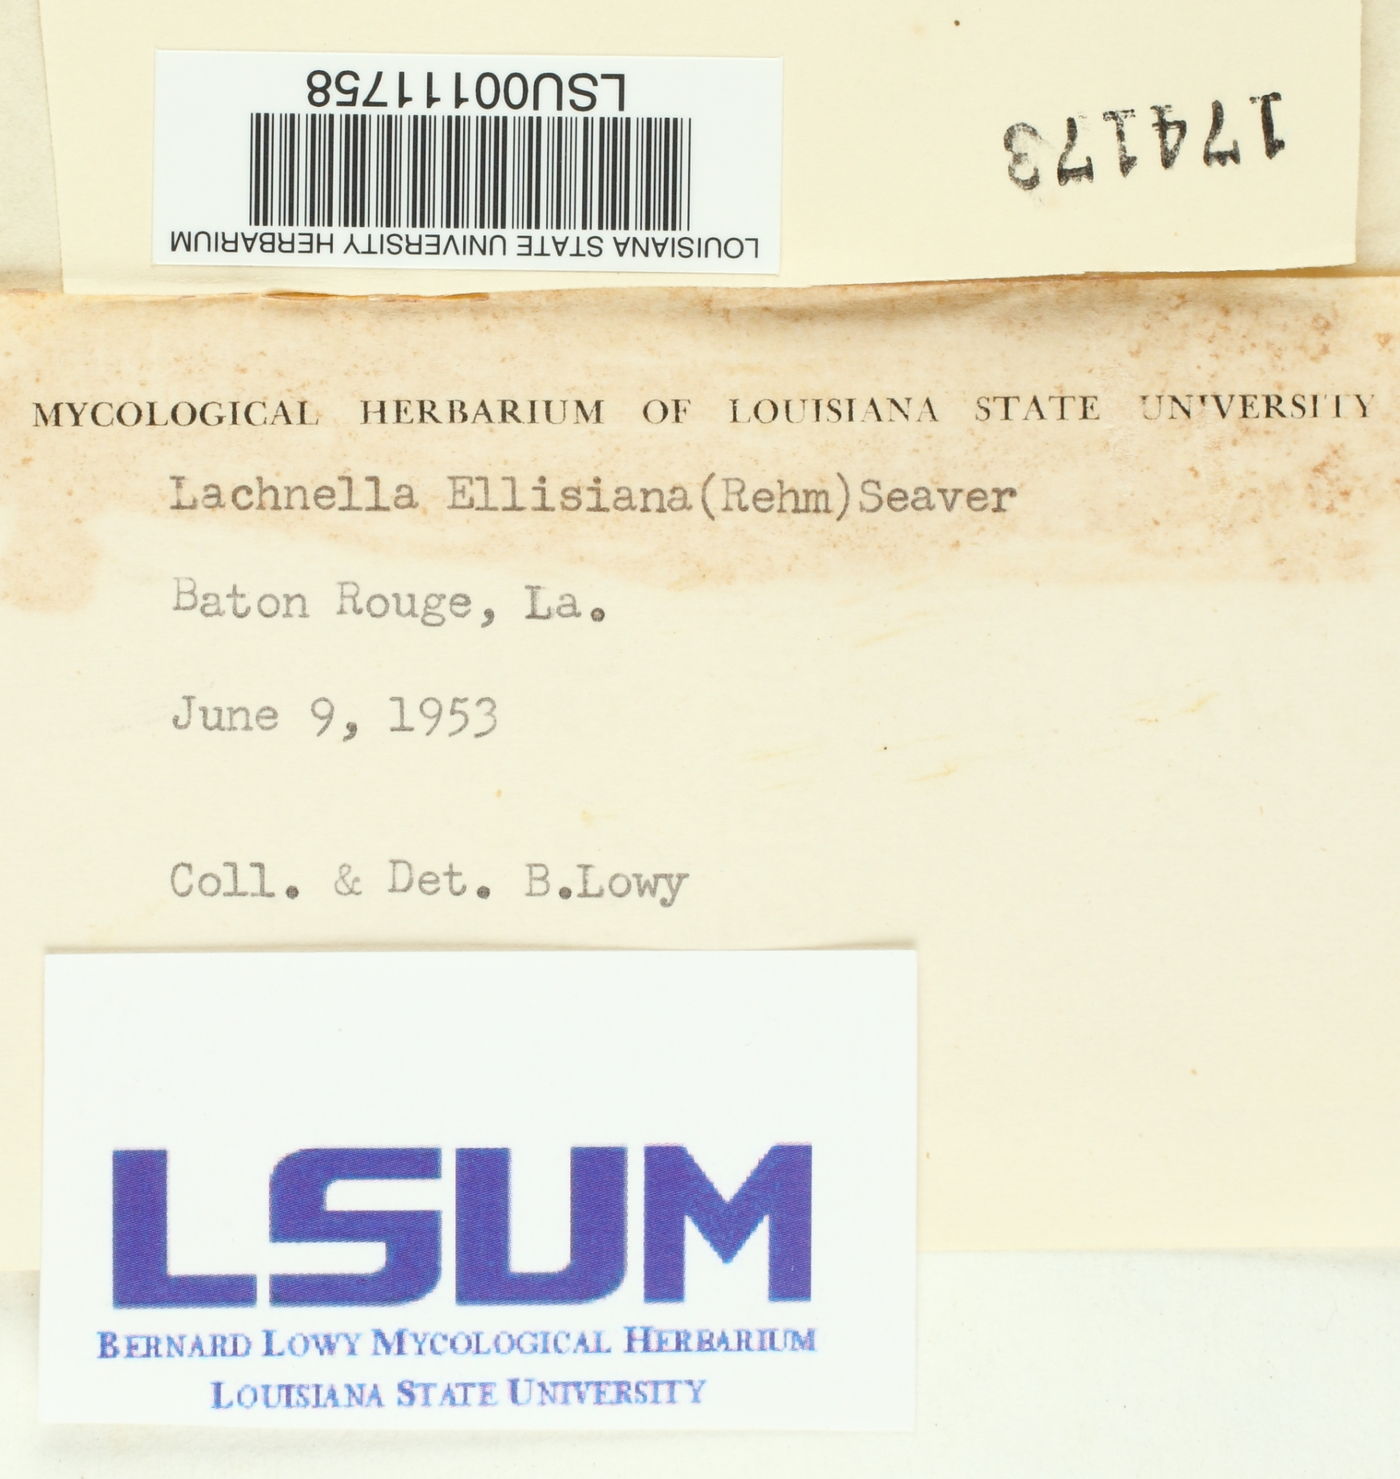 LSU00111758
LOUISIANA STATE UNIVERSITY HERBARIUM
174173
MYCOLOGICAL HERBARIUM OF LOUISIANA STATE UNIVERSITY
Lachnella Ellisiana(Rehm)Seaver
Baton Rouge, La.
June 9, 1953
Coll. & Det. B.Lowy
LSUM
BERNARD LOWY MYCOLOGICAL HERBARIUM
LOUISIANA STATE UNIVERSITY